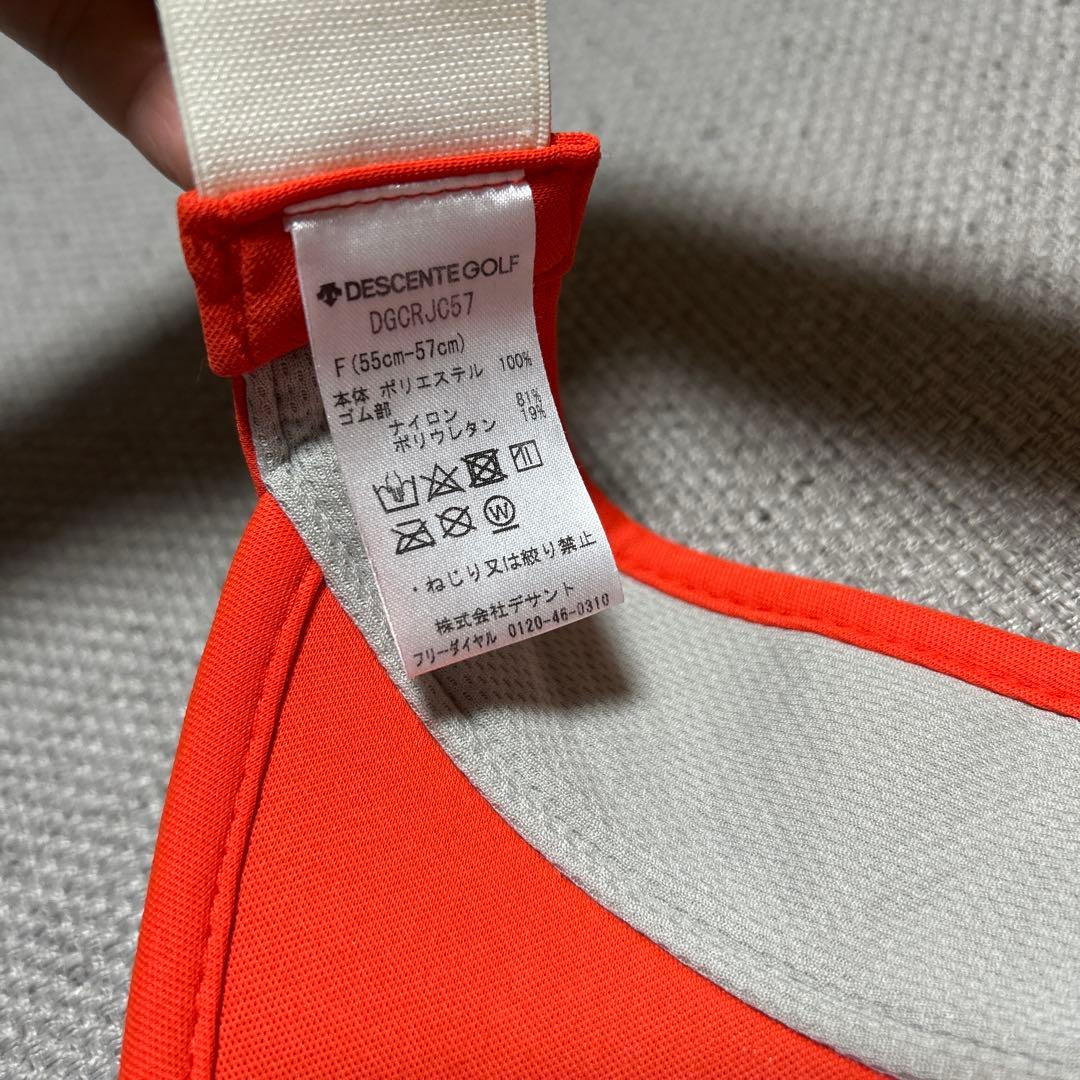 DESCENTE GOLF
DGCRJC57
F(55cm-57cm)
本体 ポリエステル 100%
ゴム部
ナイロン 81%
ポリウレタン 19%
W
・ねじり又は絞り禁止
株式会社デサント
フリーダイヤル 0120-46-0310